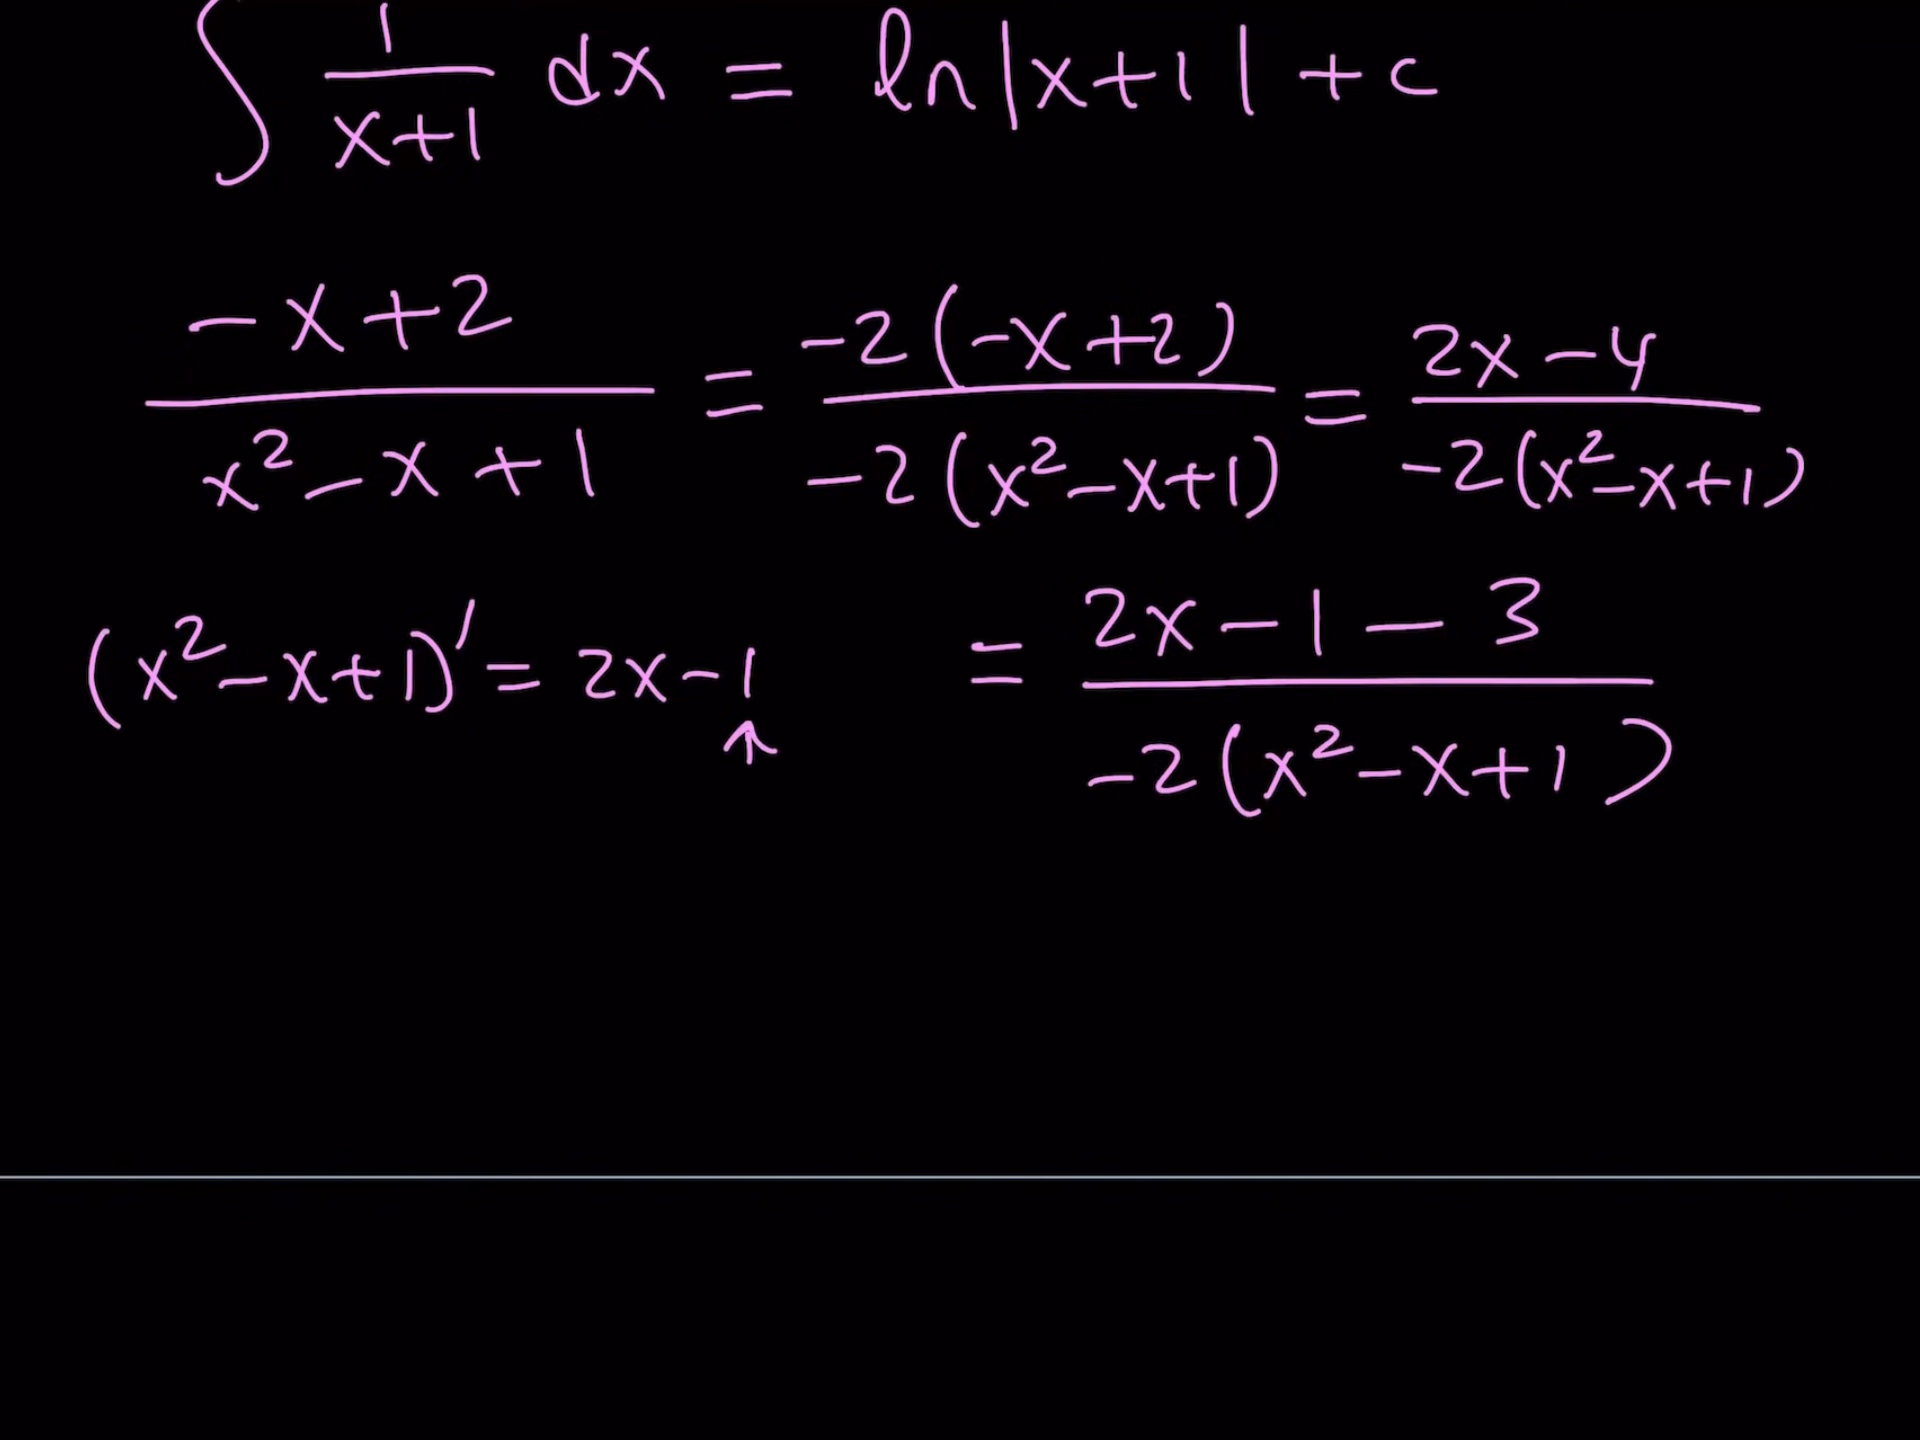 ∫ 1/(x+1) dx = ln|x+1| + c
(-x+2)/(x²-x+1) = -2(-x+2)/(-2(x²-x+1)) = (2x-4)/(-2(x²-x+1))
(x²-x+1)' = 2x-1
↑
= (2x-1-3)/(-2(x²-x+1))